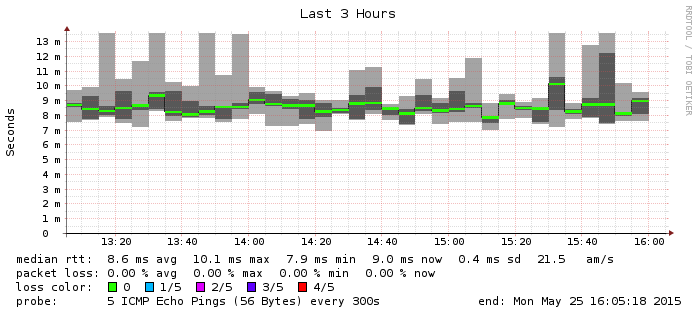 Last 3 Hours
RRDTOOL / TOBI OETIKER
Seconds
13 m
12 m
11 m
10 m
9 m
8 m
7 m
6 m
5 m
4 m
3 m
2 m
1 m
0
13:20 13:40 14:00 14:20 14:40 15:00 15:20 15:40 16:00
median rtt: 8.6 ms avg 10.1 ms max 7.9 ms min 9.0 ms now 0.4 ms sd 21.5 am/s
packet loss: 0.00 % avg 0.00 % max 0.00 % min 0.00 % now
loss color: 0 1/5 2/5 3/5 4/5
probe: 5 ICMP Echo Pings (56 Bytes) every 300s end: Mon May 25 16:05:18 2015